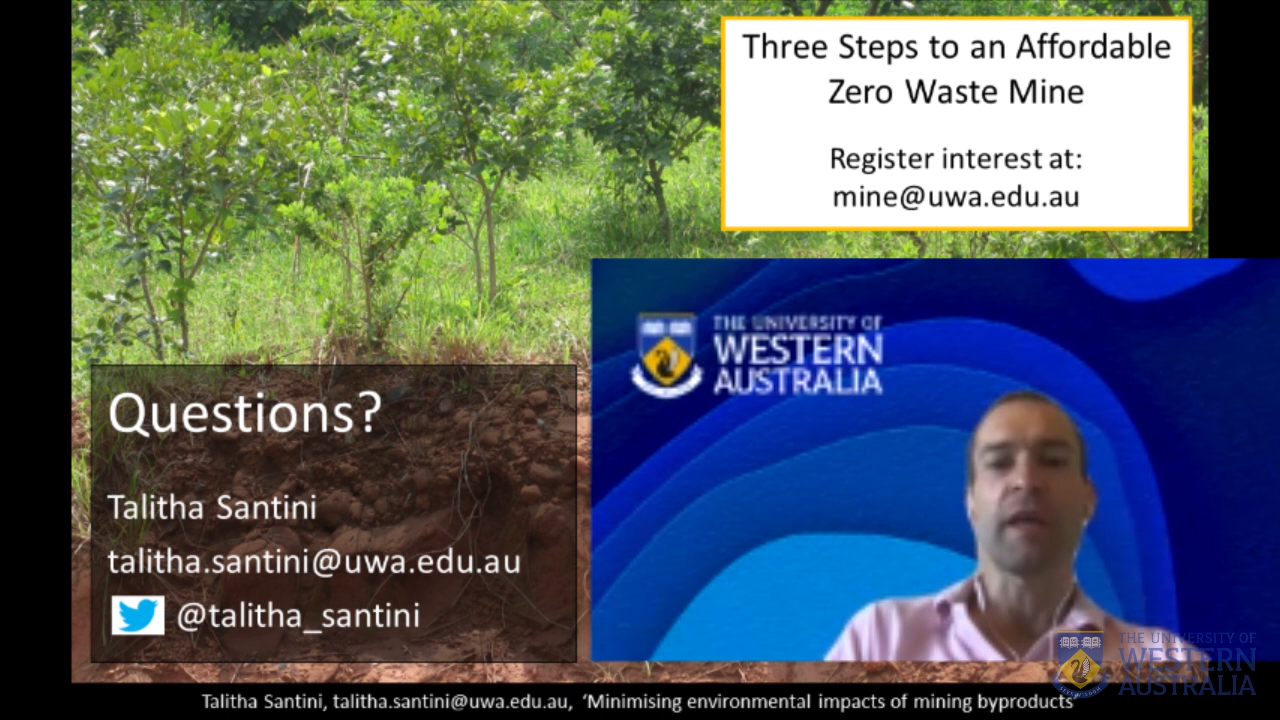 Three Steps to an Affordable
Zero Waste Mine
Register interest at:
mine@uwa.edu.au
THE UNIVERSITY OF
WESTERN
AUSTRALIA
Questions?
Talitha Santini
talitha.santini@uwa.edu.au
@talitha_santini
THE UNIVERSITY OF
WESTERN
AUSTRALIA
Talitha Santini, talitha.santini@uwa.edu.au, ‘Minimising environmental impacts of mining byproducts’